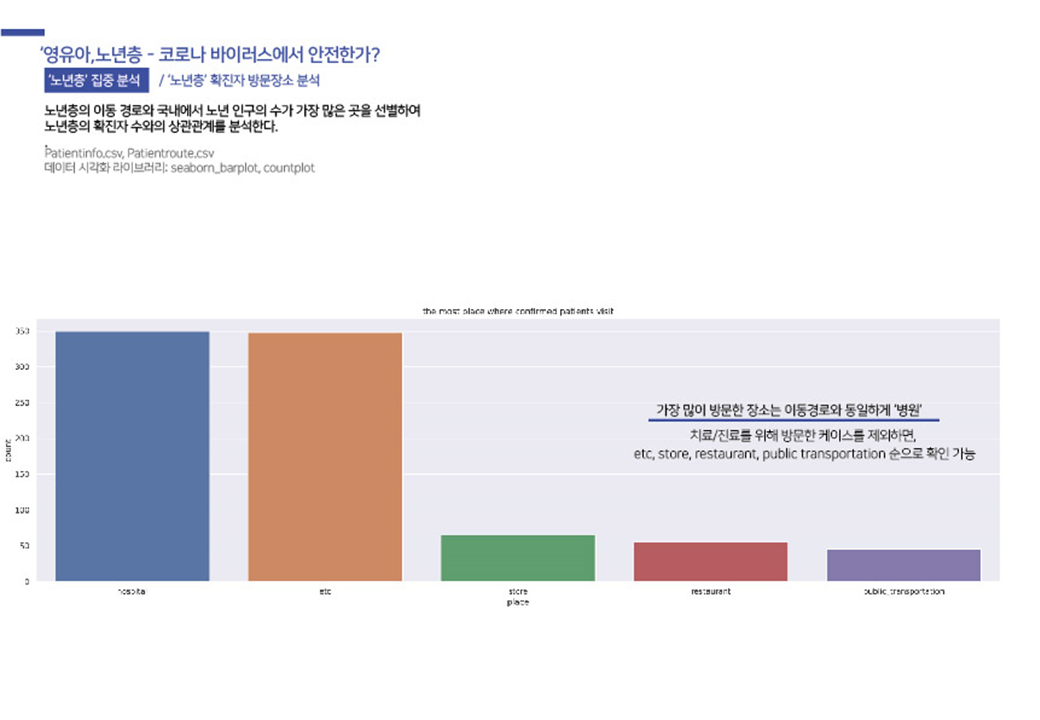 '영유아,노년층 - 코로나 바이러스에서 안전한가?
'노년층' 집중 분석 / '노년층' 확진자 방문장소 분석
노년층의 이동 경로와 국내에서 노년 인구의 수가 가장 많은 곳을 선별하여
노년층의 확진자 수와의 상관관계를 분석한다.
Patientinfo.csv, Patientroute.csv
데이터 시각화 라이브러리: seaborn_barplot, countplot
the most place where confirmed patients visit
350
300
250
200
150
100
50
0
count
가장 많이 방문한 장소는 이동경로와 동일하게 '병원'
치료/진료를 위해 방문한 케이스를 제외하면,
etc, store, restaurant, public transportation 순으로 확인 가능
hospital
etc
store
restaurant
public_transportation
place